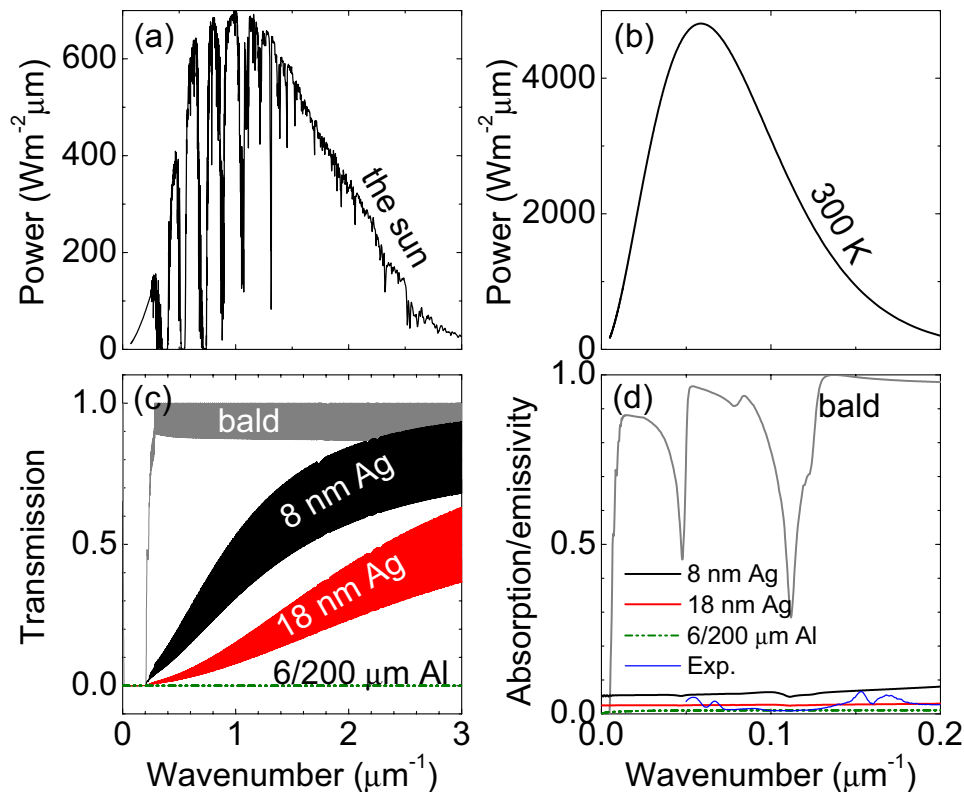 (a)
Power (Wm⁻²μm)
600
400
200
0
the sun
(b)
Power (Wm⁻²μm)
4000
2000
0
300 K
(c)
Transmission
1.0
0.5
0.0
bald
8 nm Ag
18 nm Ag
6/200 μm Al
0
1
2
3
Wavenumber (μm⁻¹)
(d)
Absorption/emissivity
1.0
0.5
0.0
bald
8 nm Ag
18 nm Ag
6/200 μm Al
Exp.
0.0
0.1
0.2
Wavenumber (μm⁻¹)